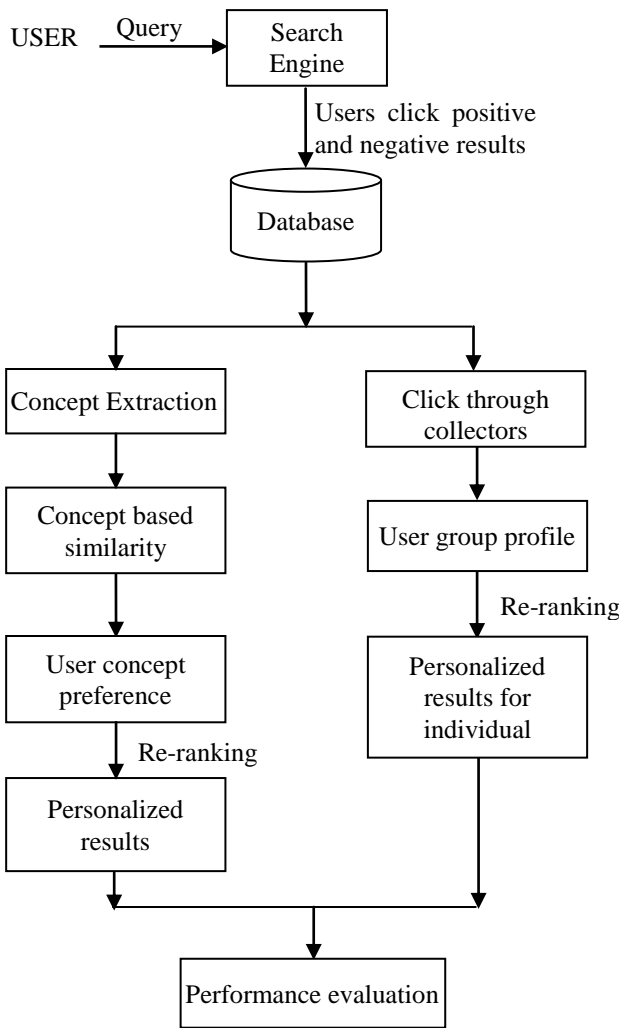 USER
Query
Search
Engine
Users click positive
and negative results
Database
Concept Extraction
Click through
collectors
Concept based
similarity
User group profile
Re-ranking
User concept
preference
Personalized
results for
individual
Re-ranking
Personalized
results
Performance evaluation